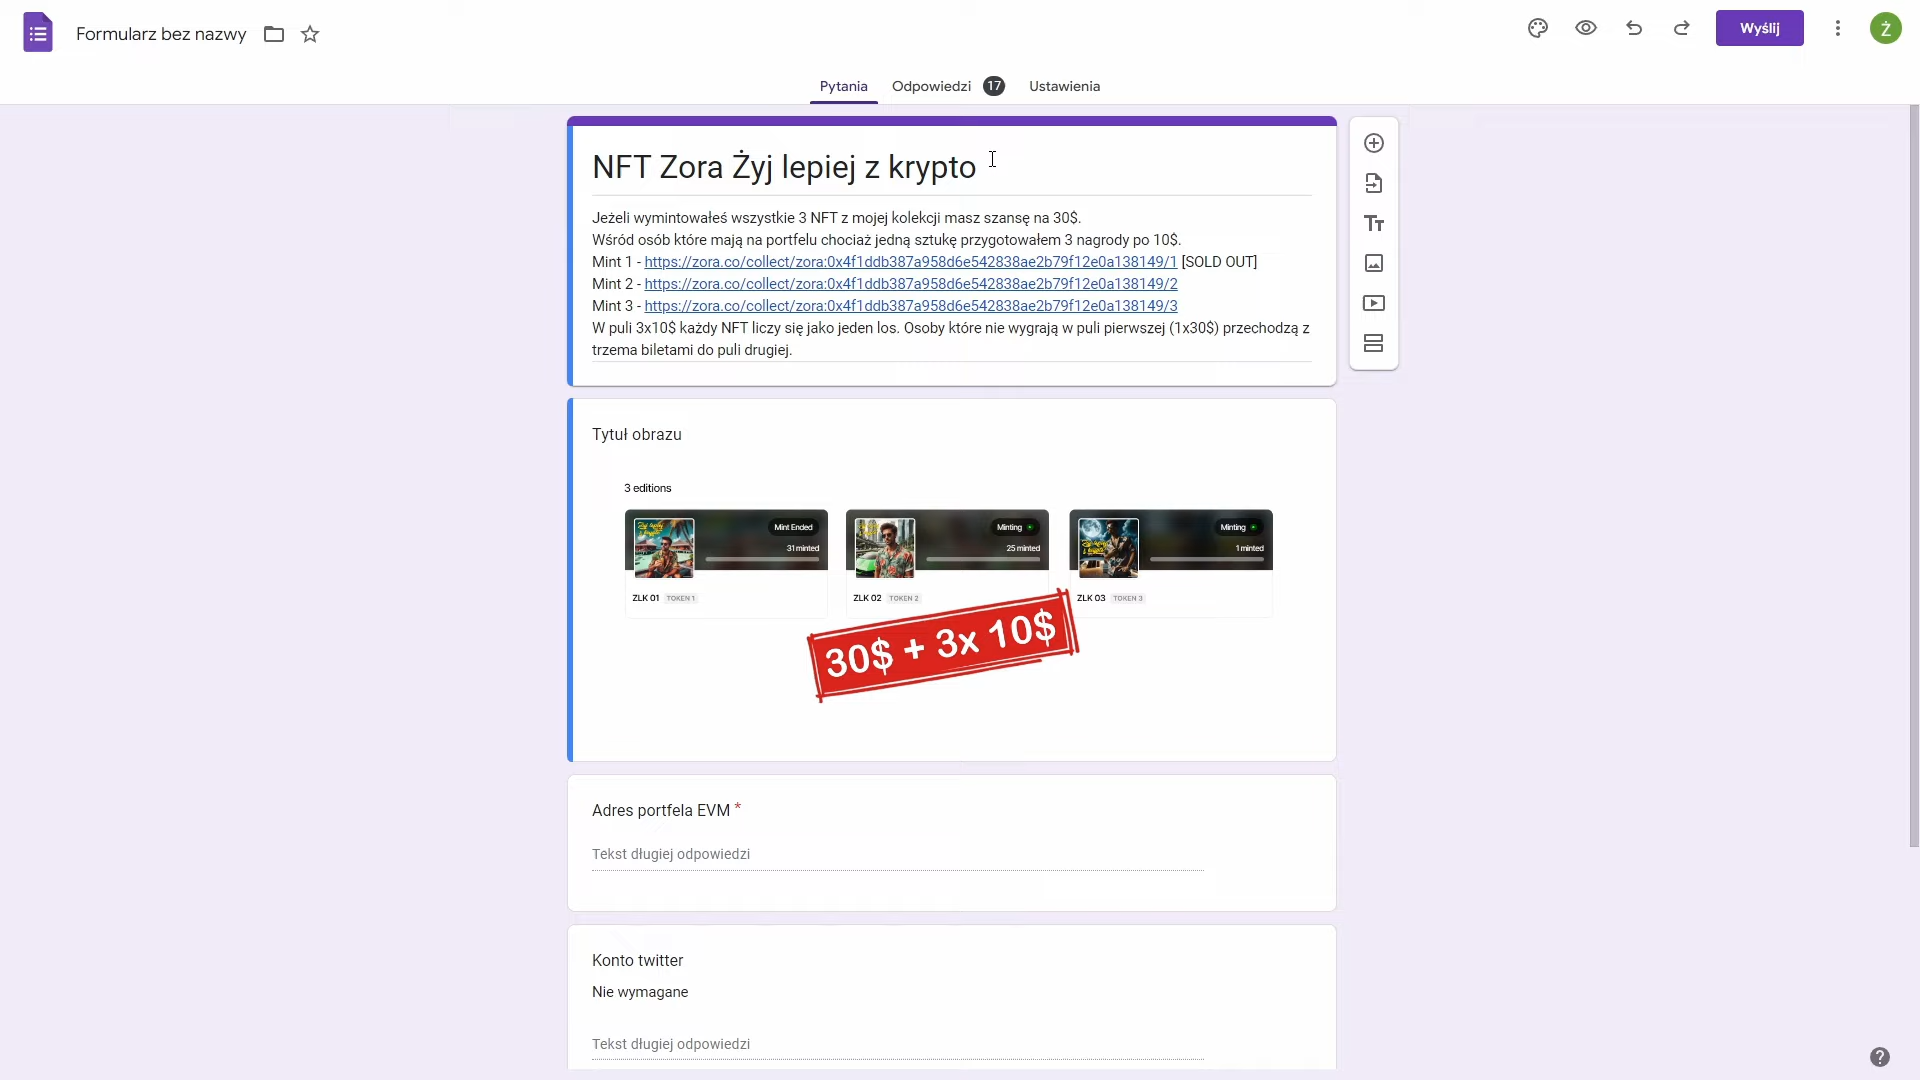 Formularz bez nazwy
Wyślij
Ż
Pytania
Odpowiedzi 17
Ustawienia
NFT Zora Żyj lepiej z krypto
Jeżeli wymintowałeś wszystkie 3 NFT z mojej kolekcji masz szansę na 30$.
Wśród osób które mają na portfelu chociaż jedną sztukę przygotowałem 3 nagrody po 10$.
Mint 1 - https://zora.co/collect/zora:0x4f1ddb387a958d6e542838ae2b79f12e0a138149/1 [SOLD OUT]
Mint 2 - https://zora.co/collect/zora:0x4f1ddb387a958d6e542838ae2b79f12e0a138149/2
Mint 3 - https://zora.co/collect/zora:0x4f1ddb387a958d6e542838ae2b79f12e0a138149/3
W puli 3x10$ każdy NFT liczy się jako jeden los. Osoby które nie wygrają w puli pierwszej (1x30$) przechodzą z
trzema biletami do puli drugiej.
Tytuł obrazu
3 editions
Mint Ended
31 minted
ZLK 01 TOKEN 1
Minting
25 minted
ZLK 02 TOKEN 2
Minting
1 minted
ZLK 03 TOKEN 3
30$ + 3x 10$
Adres portfela EVM *
Tekst długiej odpowiedzi
Konto twitter
Nie wymagane
Tekst długiej odpowiedzi